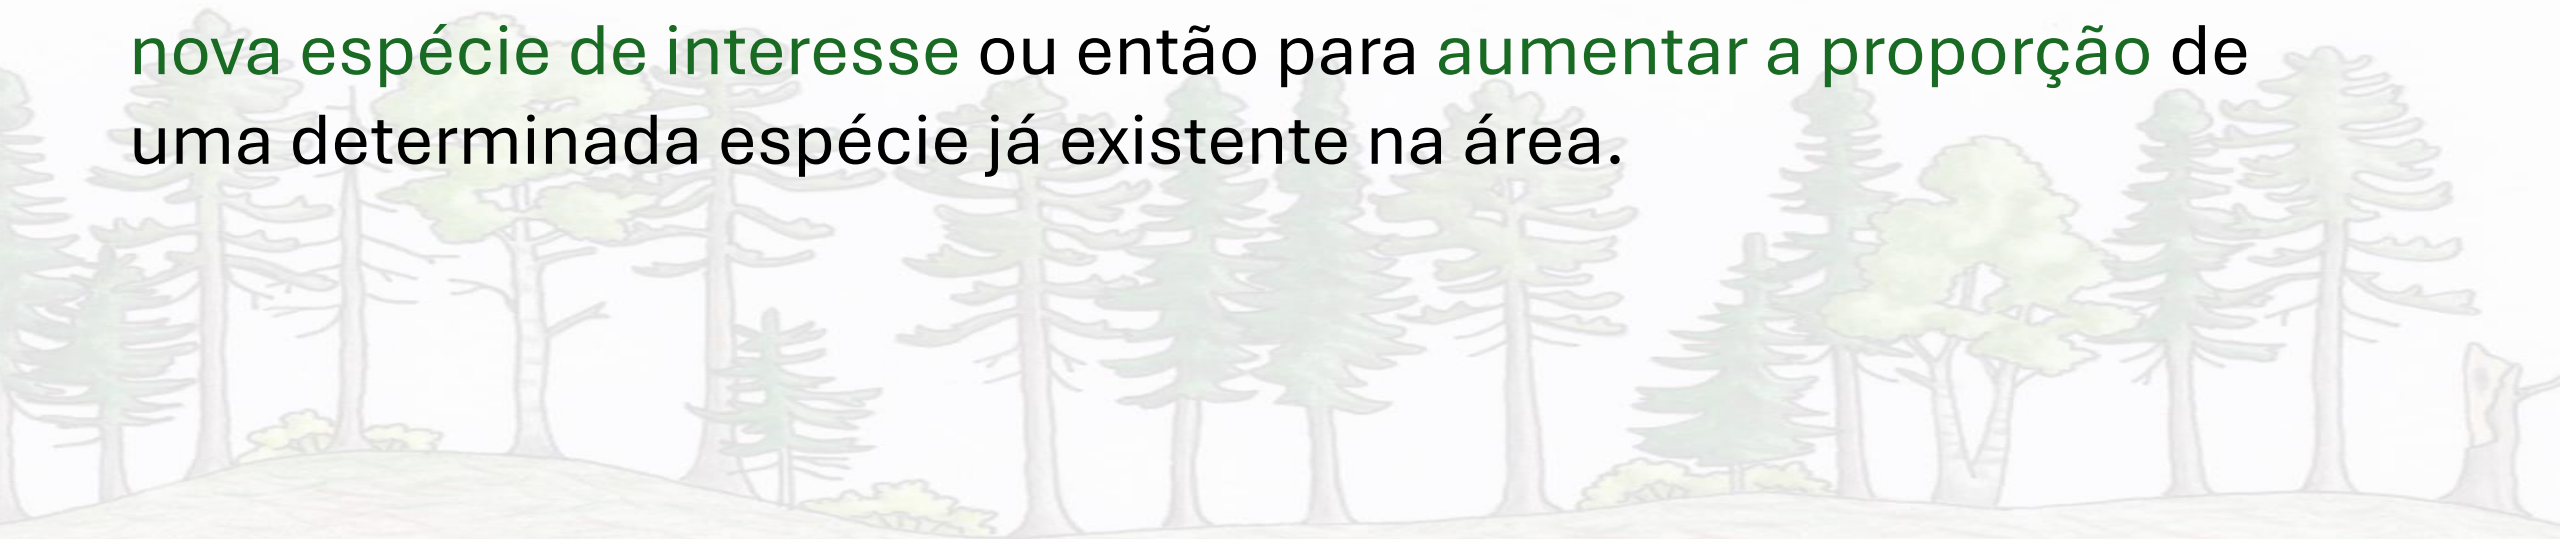 nova espécie de interesse ou então para aumentar a proporção de
uma determinada espécie já existente na área.